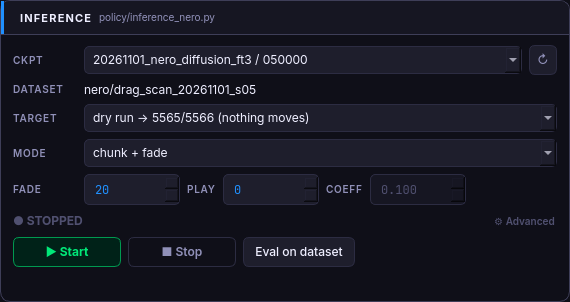 INFERENCE policy/inference_nero.py
CKPT 20261101_nero_diffusion_ft3 / 050000
DATASET nero/drag_scan_20261101_s05
TARGET dry run → 5565/5566 (nothing moves)
MODE chunk + fade
FADE 20 PLAY 0 COEFF 0.100
● STOPPED ⚙ Advanced
▶ Start ■ Stop Eval on dataset